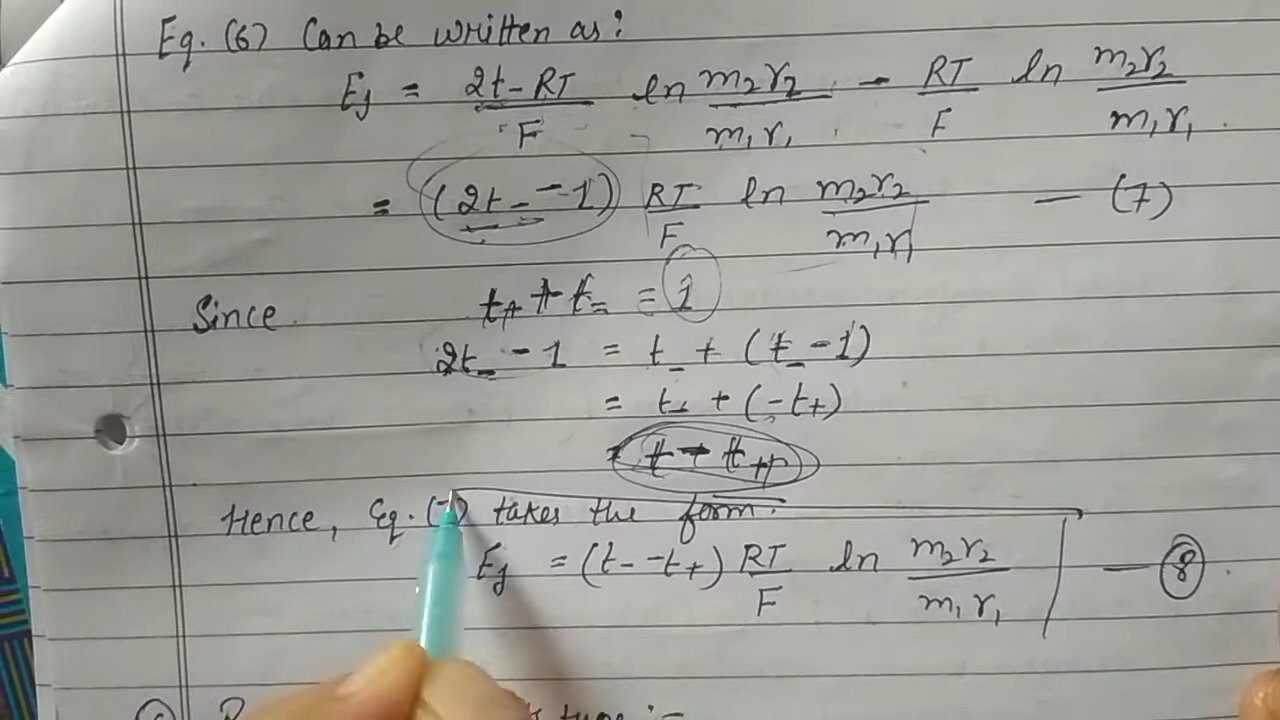 Eq. (6) Can be written as:
Ej = 2t- RT / F ln m2r2 / m1r1 - RT / F ln m2r2 / m1r1
= (2t- - 1) RT / F ln m2r2 / m1r1 — (7)
Since t+ + t- = 1
2t- - 1 = t- + (t- - 1)
= t- + (-t+)
= t- - t+
Hence, Eq. (7) takes the form:
Ej = (t- - t+) RT / F ln m2r2 / m1r1 — 8